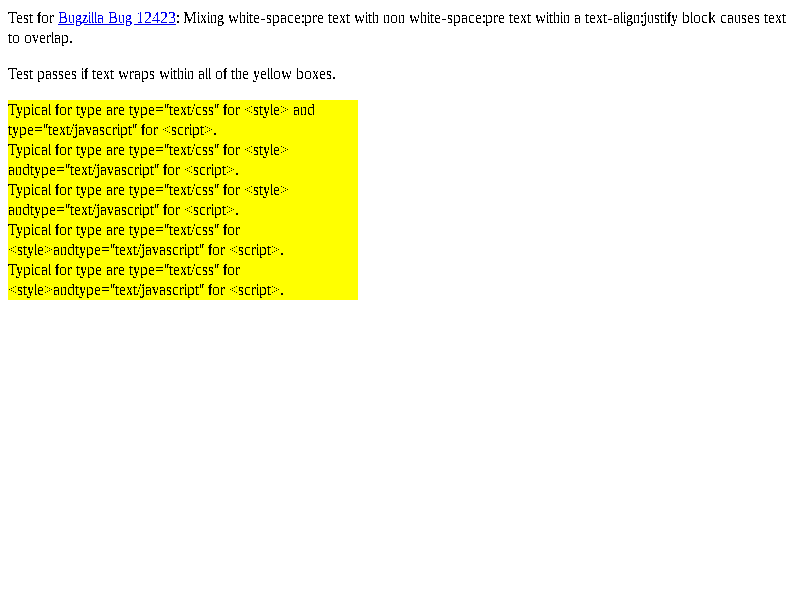 Test for Bugzilla Bug 12423: Mixing white-space:pre text with non white-space:pre text within a text-align:justify block causes text
to overlap.
Test passes if text wraps within all of the yellow boxes.
Typical for type are type="text/css" for <style> and
type="text/javascript" for <script>.
Typical for type are type="text/css" for <style>
andtype="text/javascript" for <script>.
Typical for type are type="text/css" for <style>
andtype="text/javascript" for <script>.
Typical for type are type="text/css" for
<style>andtype="text/javascript" for <script>.
Typical for type are type="text/css" for
<style>andtype="text/javascript" for <script>.